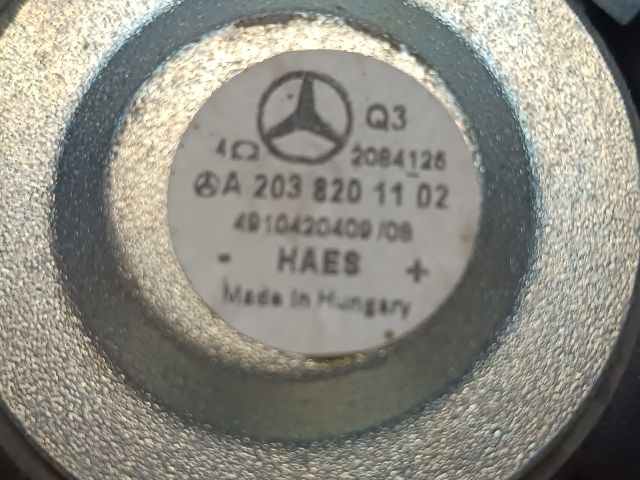 Q3
4Ω 2084126
A 203 820 11 02
4910420409/08
- HAES +
Made In Hungary